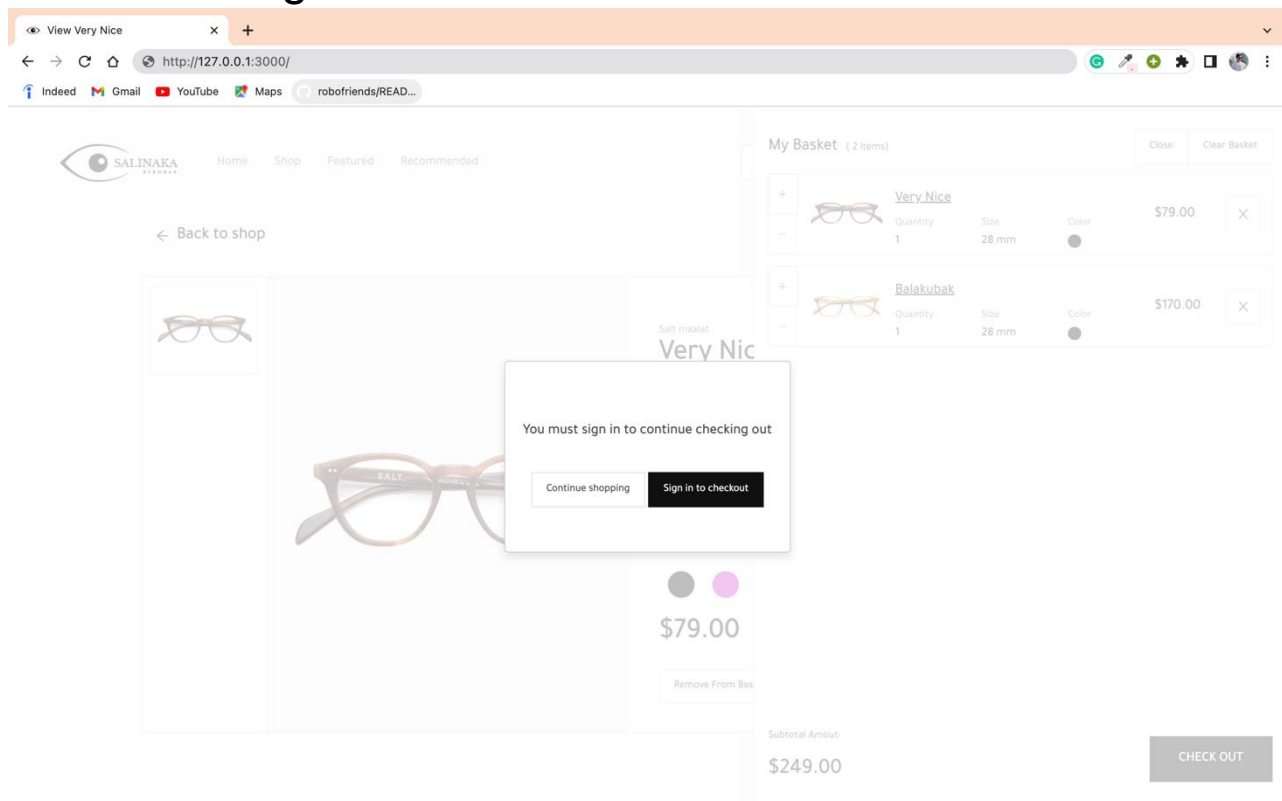 View Very Nice
http://127.0.0.1:3000/
Indeed Gmail YouTube Maps robofriends/READ...
SALINAKA
EYEWEAR
Home Shop Featured Recommended
My Basket ( 2 items)
Close Clear Basket
Back to shop
+
Very Nice
Quantity Size Color
1 28 mm
$79.00
X
−
+
Balakubak
Quantity Size Color
1 28 mm
$170.00
X
−
Salt maalat
Very Nic
SALT.
You must sign in to continue checking out
Continue shopping Sign in to checkout
$79.00
Remove From Bas
Subtotal Amout:
$249.00
CHECK OUT